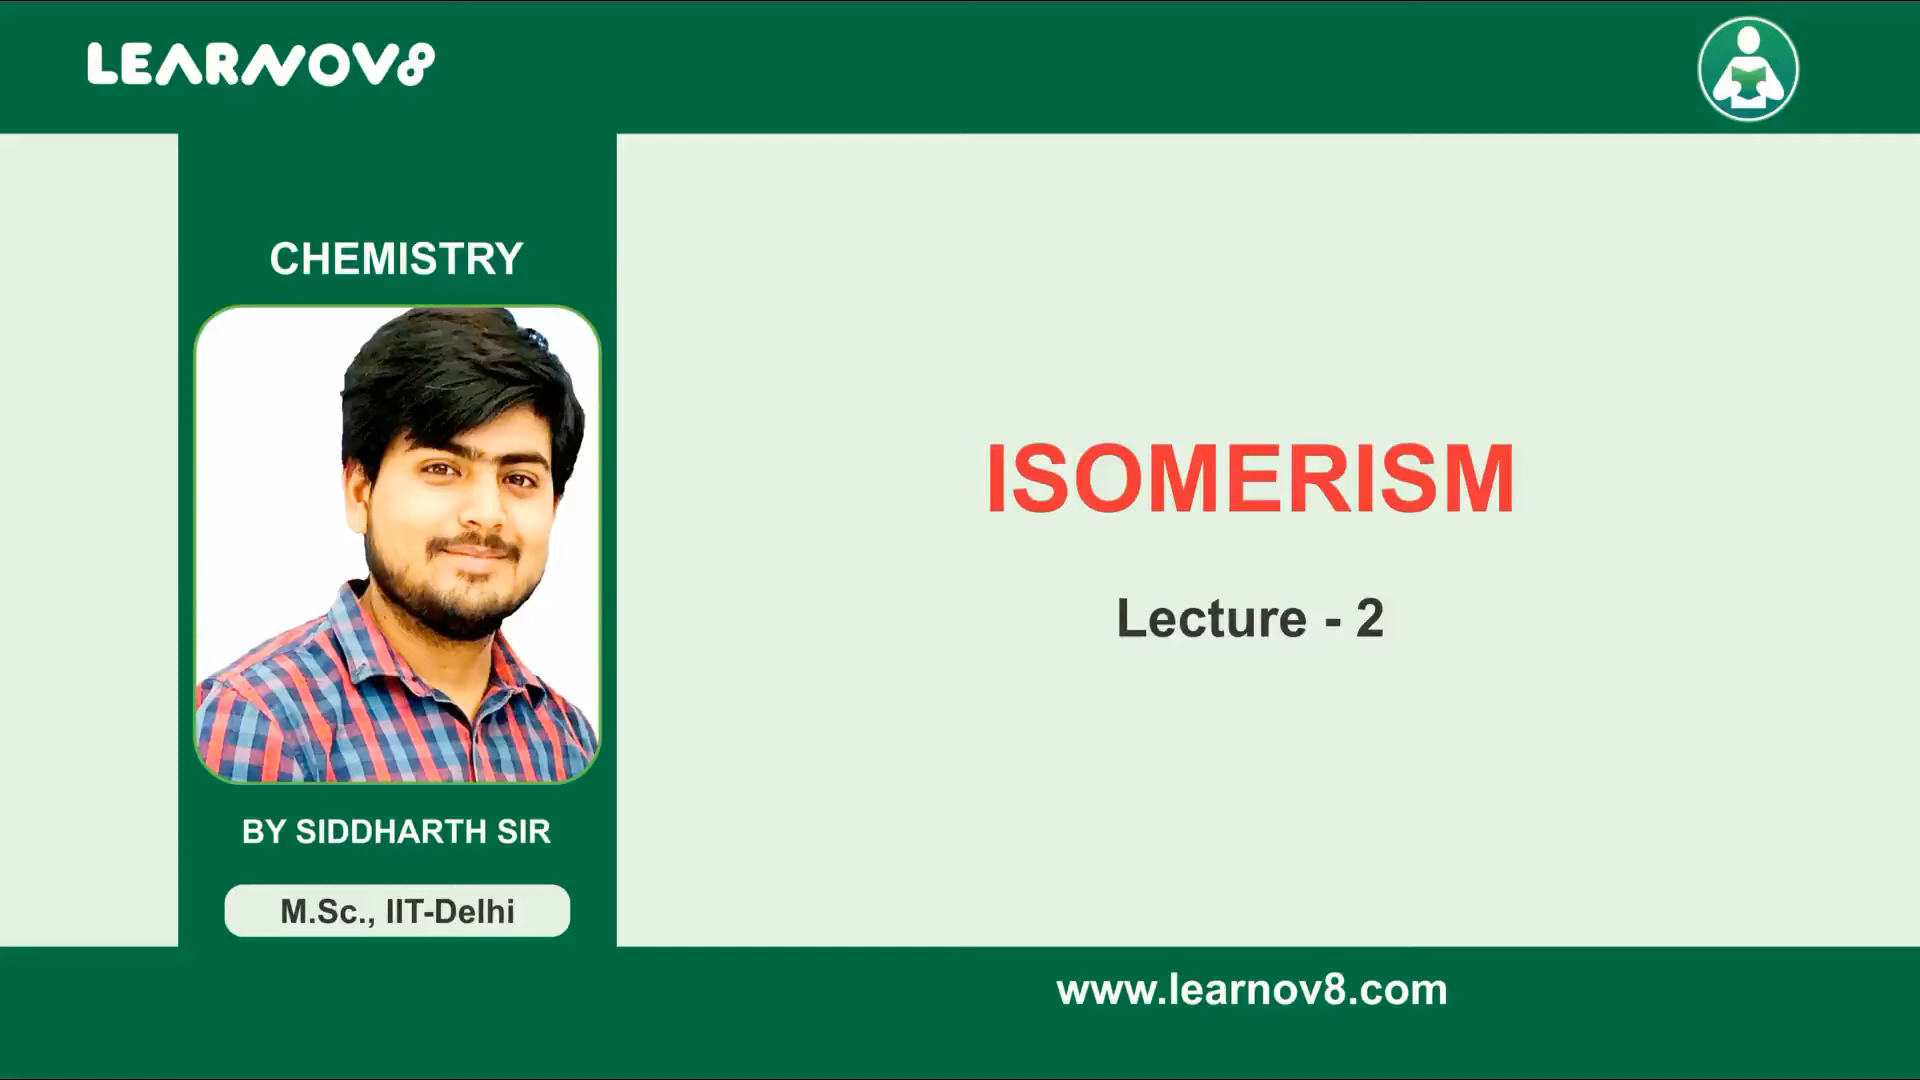 LEARNOV8
CHEMISTRY
BY SIDDHARTH SIR
M.Sc., IIT-Delhi
ISOMERISM
Lecture - 2
www.learnov8.com